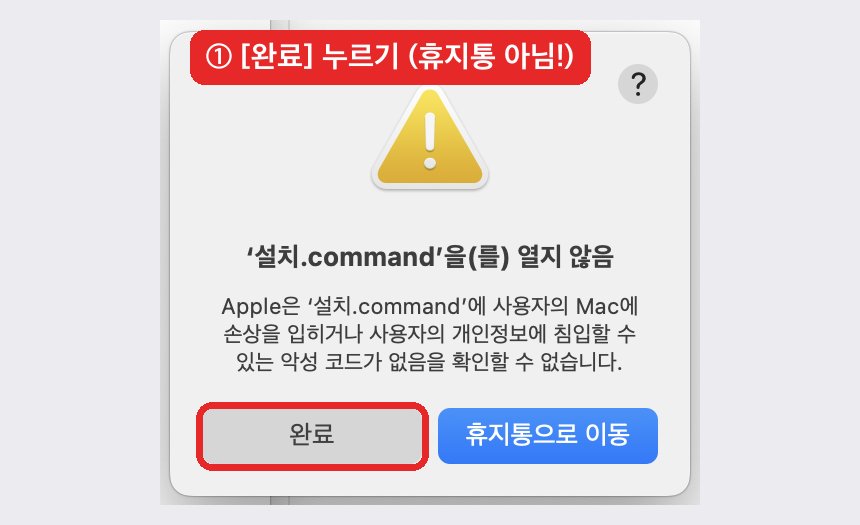 ① [완료] 누르기 (휴지통 아님!)
?
‘설치.command’을(를) 열지 않음
Apple은 ‘설치.command’에 사용자의 Mac에
손상을 입히거나 사용자의 개인정보에 침입할 수
있는 악성 코드가 없음을 확인할 수 없습니다.
완료
휴지통으로 이동